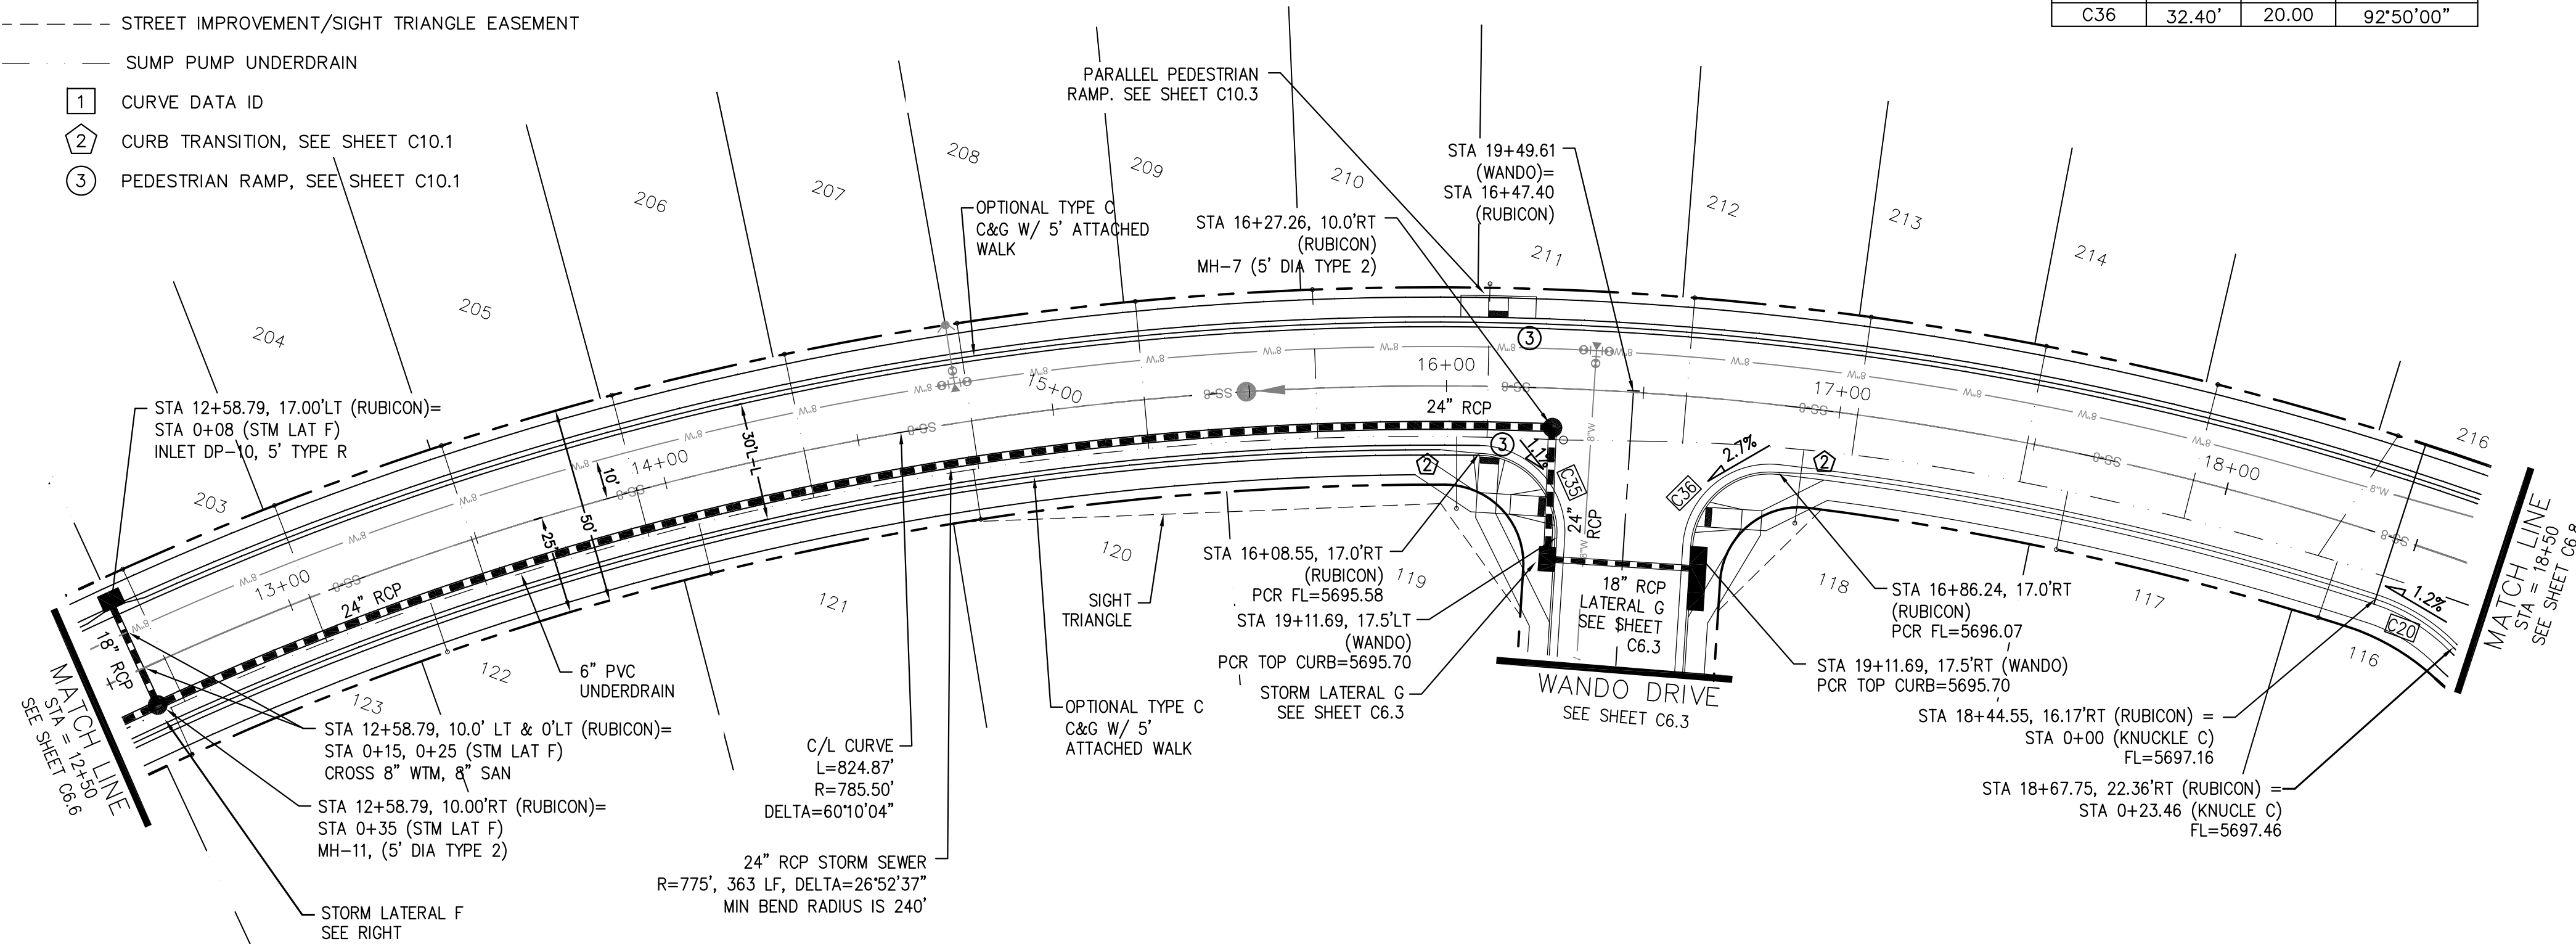 STREET IMPROVEMENT/SIGHT TRIANGLE EASEMENT
SUMP PUMP UNDERDRAIN
1 CURVE DATA ID
2 CURB TRANSITION, SEE SHEET C10.1
3 PEDESTRIAN RAMP, SEE SHEET C10.1
C36 32.40' 20.00 92°50'00"
PARALLEL PEDESTRIAN
RAMP. SEE SHEET C10.3
STA 19+49.61
(WANDO)=
STA 16+47.40
(RUBICON)
STA 16+27.26, 10.0'RT
(RUBICON)
MH-7 (5' DIA TYPE 2)
OPTIONAL TYPE C
C&G W/ 5' ATTACHED
WALK
203
204
205
206
207
208
209
210
211
212
213
214
216
STA 12+58.79, 17.00'LT (RUBICON)=
STA 0+08 (STM LAT F)
INLET DP-10, 5' TYPE R
13+00
14+00
15+00
16+00
17+00
18+00
8"W
SS-8
24" RCP
24" RCP
24"
RCP
18" RCP
10'
25'
50'
30'L-L
3
3
2
2
1.1%
2.7%
1.2%
C35
C36
C20
MATCH LINE
STA = 12+50
SEE SHEET C6.6
MATCH LINE
STA = 18+50
SEE SHEET C6.8
123
122
121
120
119
118
117
116
6" PVC
UNDERDRAIN
STA 12+58.79, 10.0' LT & 0'LT (RUBICON)=
STA 0+15, 0+25 (STM LAT F)
CROSS 8" WTM, 8" SAN
STA 12+58.79, 10.00'RT (RUBICON)=
STA 0+35 (STM LAT F)
MH-11, (5' DIA TYPE 2)
STORM LATERAL F
SEE RIGHT
C/L CURVE
L=824.87'
R=785.50'
DELTA=60°10'04"
24" RCP STORM SEWER
R=775', 363 LF, DELTA=26°52'37"
MIN BEND RADIUS IS 240'
OPTIONAL TYPE C
C&G W/ 5'
ATTACHED WALK
SIGHT
TRIANGLE
STA 16+08.55, 17.0'RT
(RUBICON)
PCR FL=5695.58
STA 19+11.69, 17.5'LT
(WANDO)
PCR TOP CURB=5695.70
STORM LATERAL G
SEE SHEET C6.3
18" RCP
LATERAL G
SEE SHEET
C6.3
WANDO DRIVE
SEE SHEET C6.3
STA 16+86.24, 17.0'RT
(RUBICON)
PCR FL=5696.07
STA 19+11.69, 17.5'RT (WANDO)
PCR TOP CURB=5695.70
STA 18+44.55, 16.17'RT (RUBICON) =
STA 0+00 (KNUCKLE C)
FL=5697.16
STA 18+67.75, 22.36'RT (RUBICON) =
STA 0+23.46 (KNUCLE C)
FL=5697.46